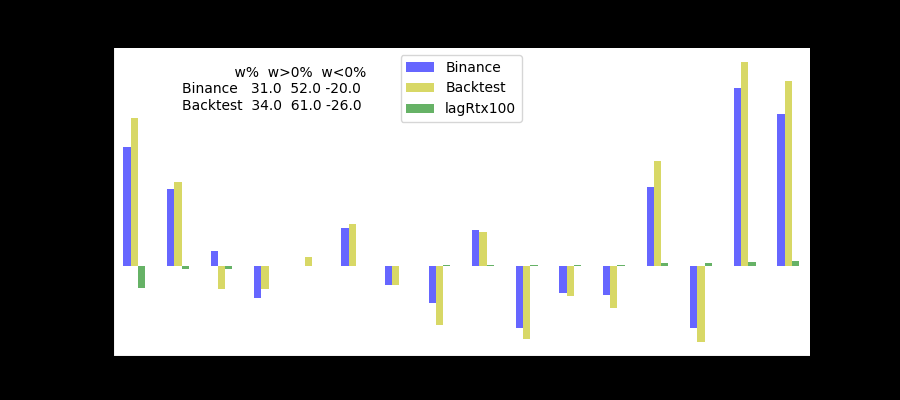 w% w>0% w<0%
Binance 31.0 52.0 -20.0
Backtest 34.0 61.0 -26.0
Binance
Backtest
lagRtx100